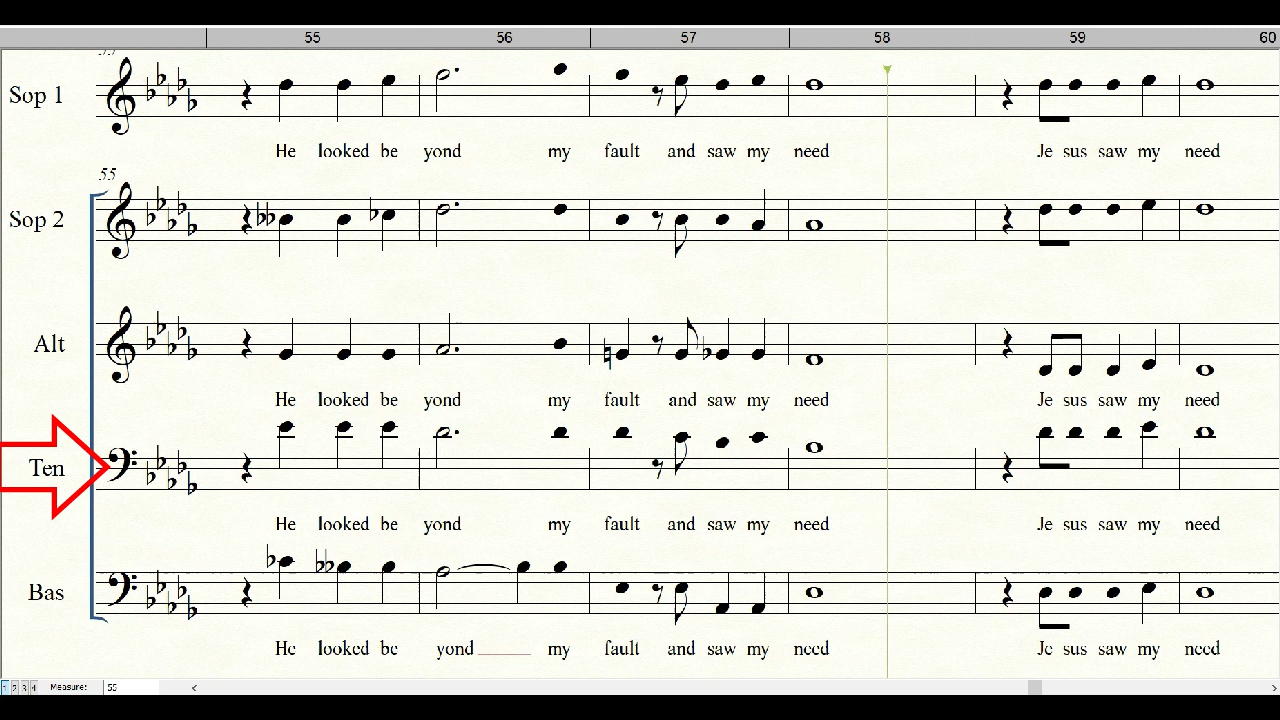 55 56 57 58 59 60
Sop 1
He looked be yond my fault and saw my need Je sus saw my need
55
Sop 2
Alt
He looked be yond my fault and saw my need Je sus saw my need
Ten
He looked be yond my fault and saw my need Je sus saw my need
Bas
He looked be yond my fault and saw my need Je sus saw my need
1 2 3 4 Measure: 55